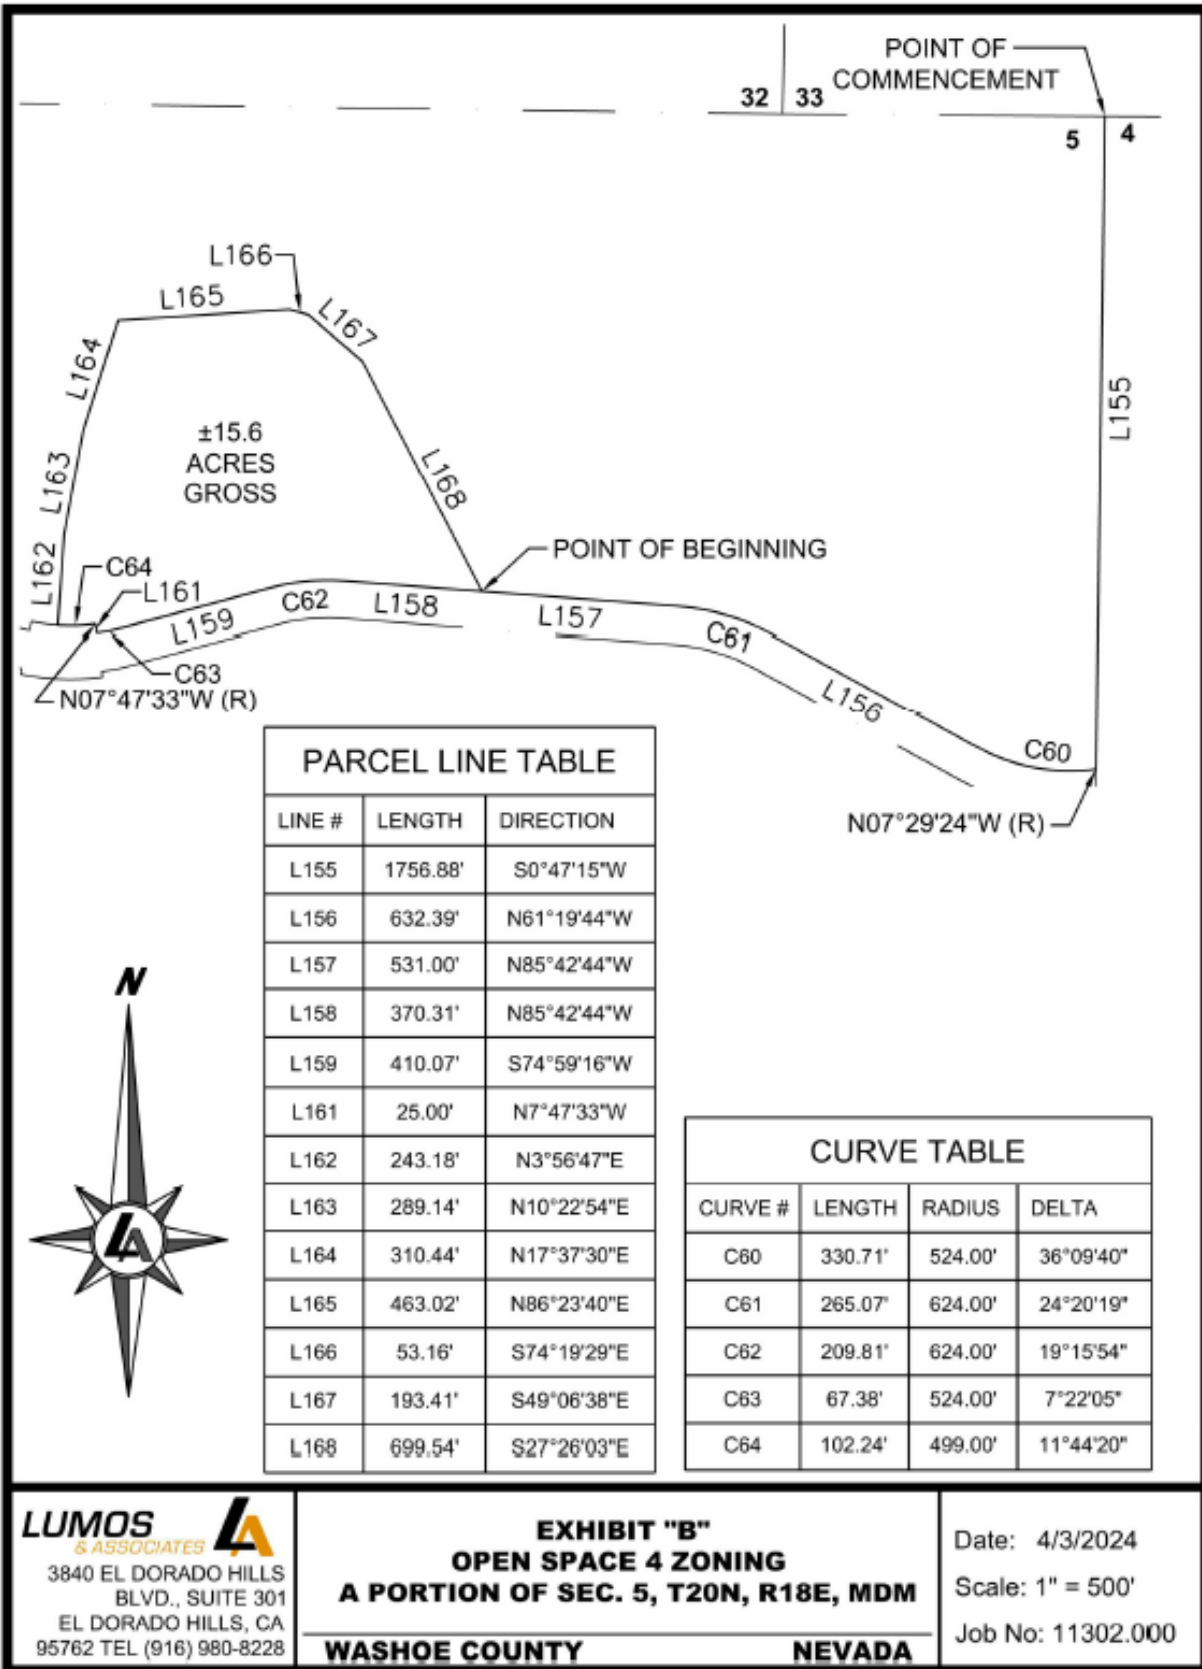 POINT OF
COMMENCEMENT
32 33
5 4
L155
L166
L165
L167
L164
±15.6
ACRES
GROSS
L163
L168
L162
C64
L161
POINT OF BEGINNING
L159
C62
L158
L157
C61
C63
N07°47'33"W (R)
L156
C60
N07°29'24"W (R)
PARCEL LINE TABLE
LINE # LENGTH DIRECTION
L155 1756.88' S0°47'15"W
L156 632.39' N61°19'44"W
L157 531.00' N85°42'44"W
L158 370.31' N85°42'44"W
L159 410.07' S74°59'16"W
L161 25.00' N7°47'33"W
L162 243.18' N3°56'47"E
L163 289.14' N10°22'54"E
L164 310.44' N17°37'30"E
L165 463.02' N86°23'40"E
L166 53.16' S74°19'29"E
L167 193.41' S49°06'38"E
L168 699.54' S27°26'03"E
N
LA
CURVE TABLE
CURVE # LENGTH RADIUS DELTA
C60 330.71' 524.00' 36°09'40"
C61 265.07' 624.00' 24°20'19"
C62 209.81' 624.00' 19°15'54"
C63 67.38' 524.00' 7°22'05"
C64 102.24' 499.00' 11°44'20"
LUMOS
& ASSOCIATES
LA
3840 EL DORADO HILLS
BLVD., SUITE 301
EL DORADO HILLS, CA
95762 TEL (916) 980-8228
EXHIBIT "B"
OPEN SPACE 4 ZONING
A PORTION OF SEC. 5, T20N, R18E, MDM
WASHOE COUNTY NEVADA
Date: 4/3/2024
Scale: 1" = 500'
Job No: 11302.000